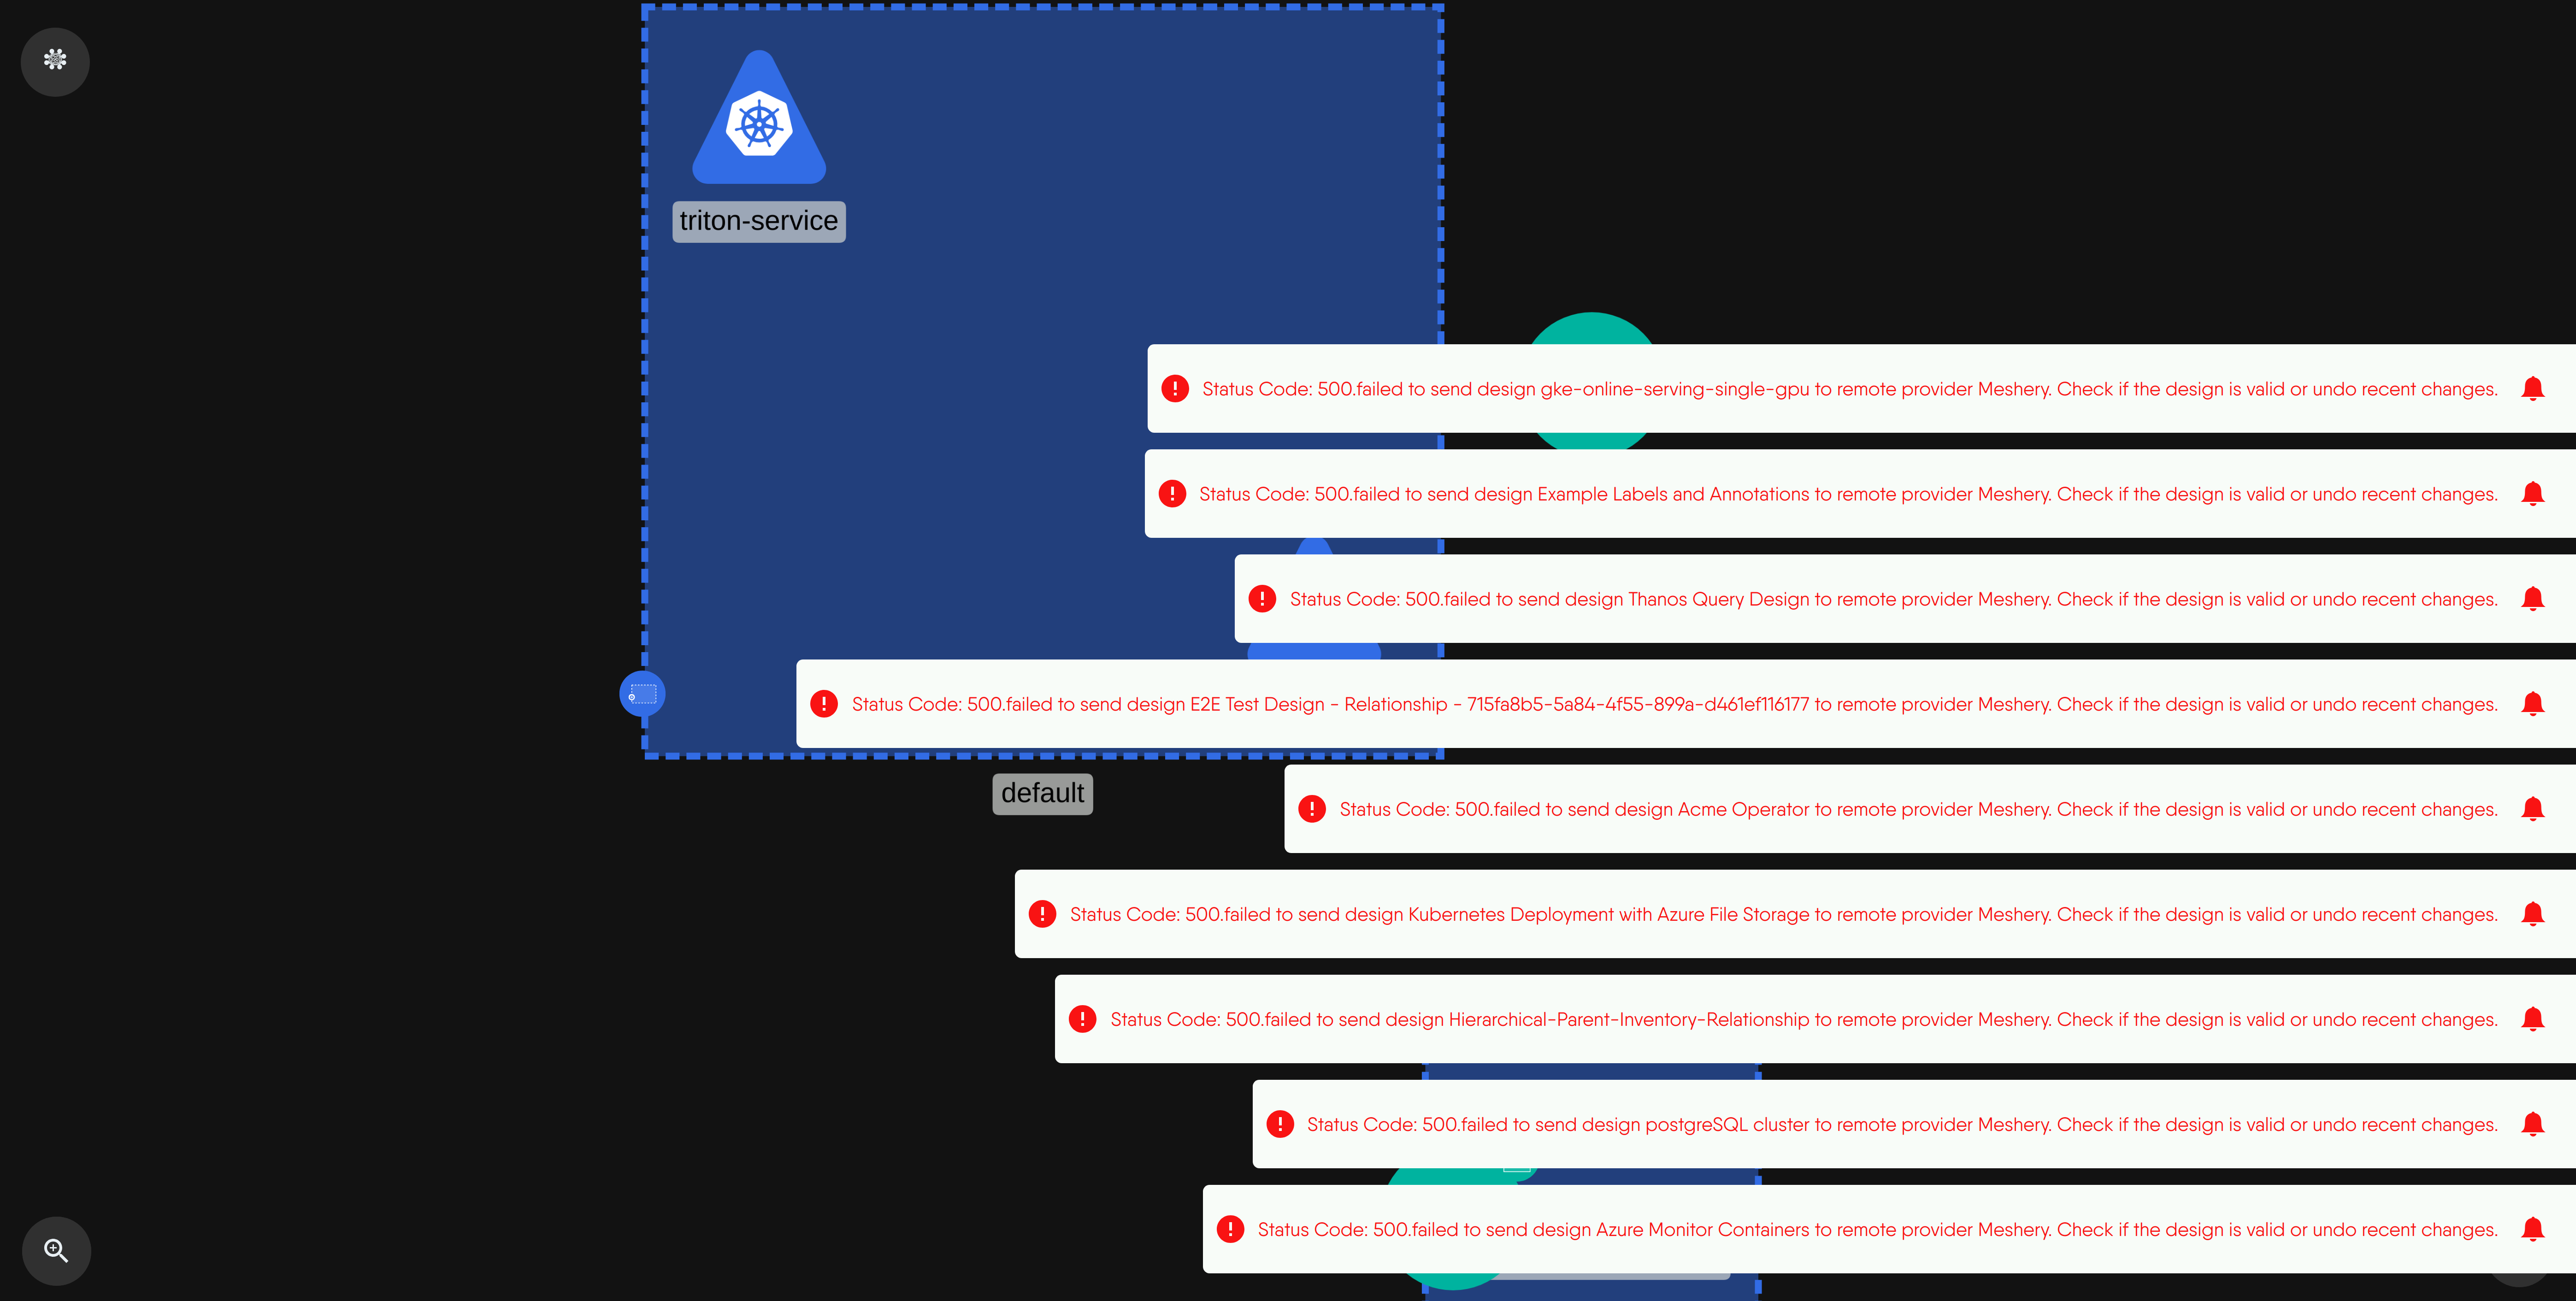 triton-service
Status Code: 500.failed to send design gke-online-serving-single-gpu to remote provider Meshery. Check if the design is valid or undo recent changes.
Status Code: 500.failed to send design Example Labels and Annotations to remote provider Meshery. Check if the design is valid or undo recent changes.
Status Code: 500.failed to send design Thanos Query Design to remote provider Meshery. Check if the design is valid or undo recent changes.
Status Code: 500.failed to send design E2E Test Design - Relationship - 715fa8b5-5a84-4f55-899a-d461ef116177 to remote provider Meshery. Check if the design is valid or undo recent changes.
default
Status Code: 500.failed to send design Acme Operator to remote provider Meshery. Check if the design is valid or undo recent changes.
Status Code: 500.failed to send design Kubernetes Deployment with Azure File Storage to remote provider Meshery. Check if the design is valid or undo recent changes.
Status Code: 500.failed to send design Hierarchical-Parent-Inventory-Relationship to remote provider Meshery. Check if the design is valid or undo recent changes.
Status Code: 500.failed to send design postgreSQL cluster to remote provider Meshery. Check if the design is valid or undo recent changes.
Status Code: 500.failed to send design Azure Monitor Containers to remote provider Meshery. Check if the design is valid or undo recent changes.